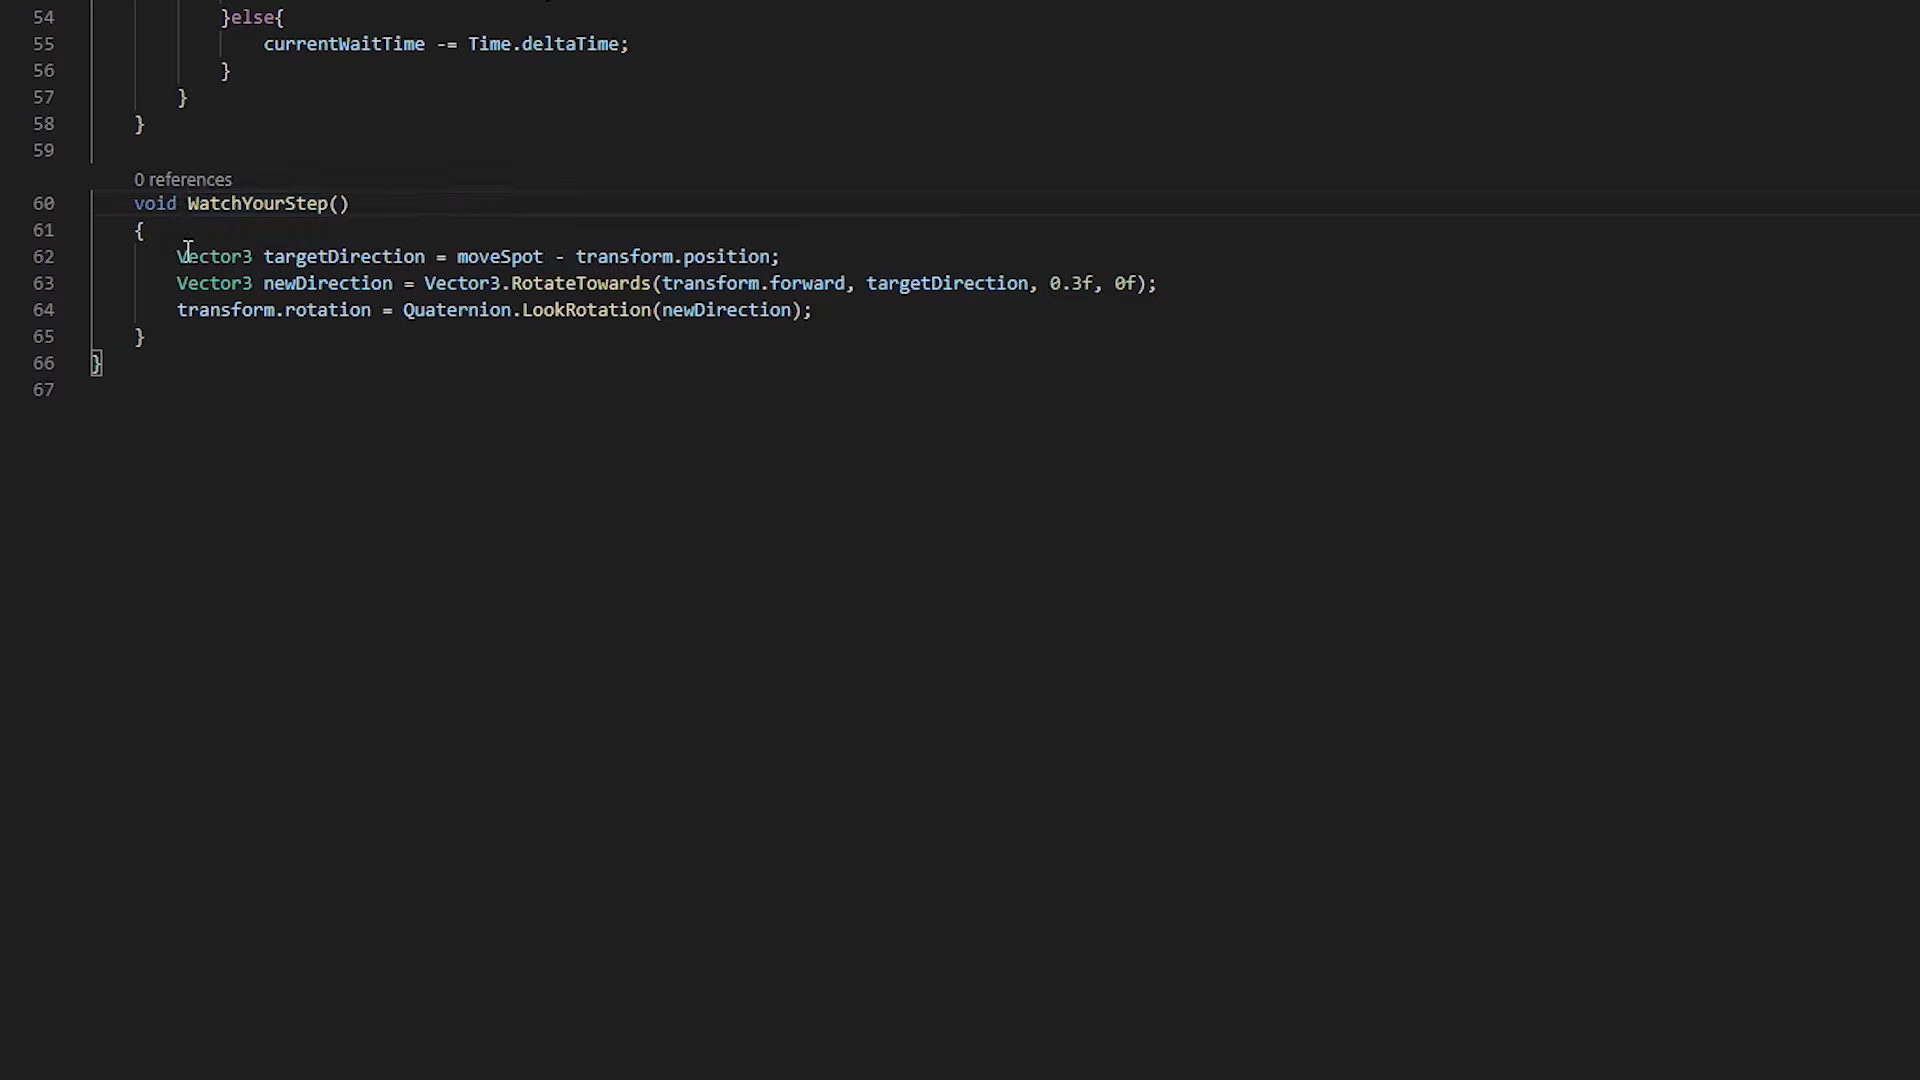 54 }else{
55 currentWaitTime -= Time.deltaTime;
56 }
57 }
58 }
59
0 references
60 void WatchYourStep()
61 {
62 Vector3 targetDirection = moveSpot - transform.position;
63 Vector3 newDirection = Vector3.RotateTowards(transform.forward, targetDirection, 0.3f, 0f);
64 transform.rotation = Quaternion.LookRotation(newDirection);
65 }
66 }
67